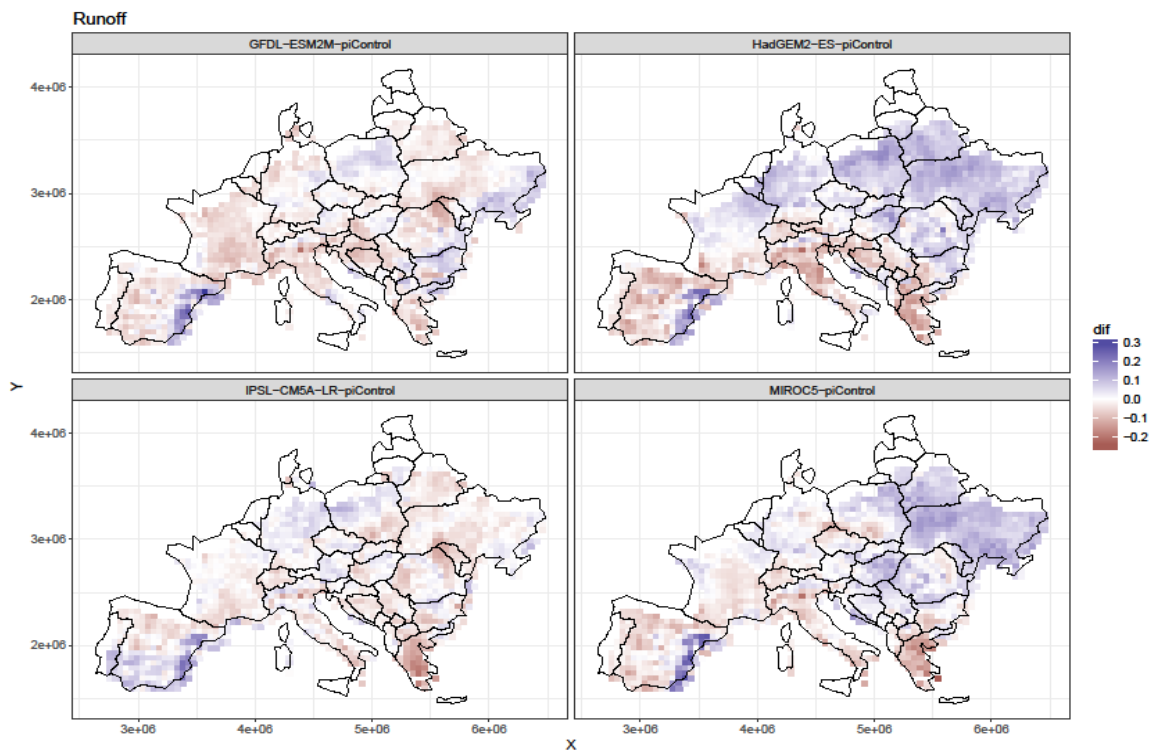 Runoff
GFDL-ESM2M-piControl
HadGEM2-ES-piControl
4e+06
3e+06
2e+06
IPSL-CM5A-LR-piControl
MIROC5-piControl
4e+06
3e+06
2e+06
Y
3e+06 4e+06 5e+06 6e+06
3e+06 4e+06 5e+06 6e+06
X
dif
0.3
0.2
0.1
0.0
−0.1
−0.2